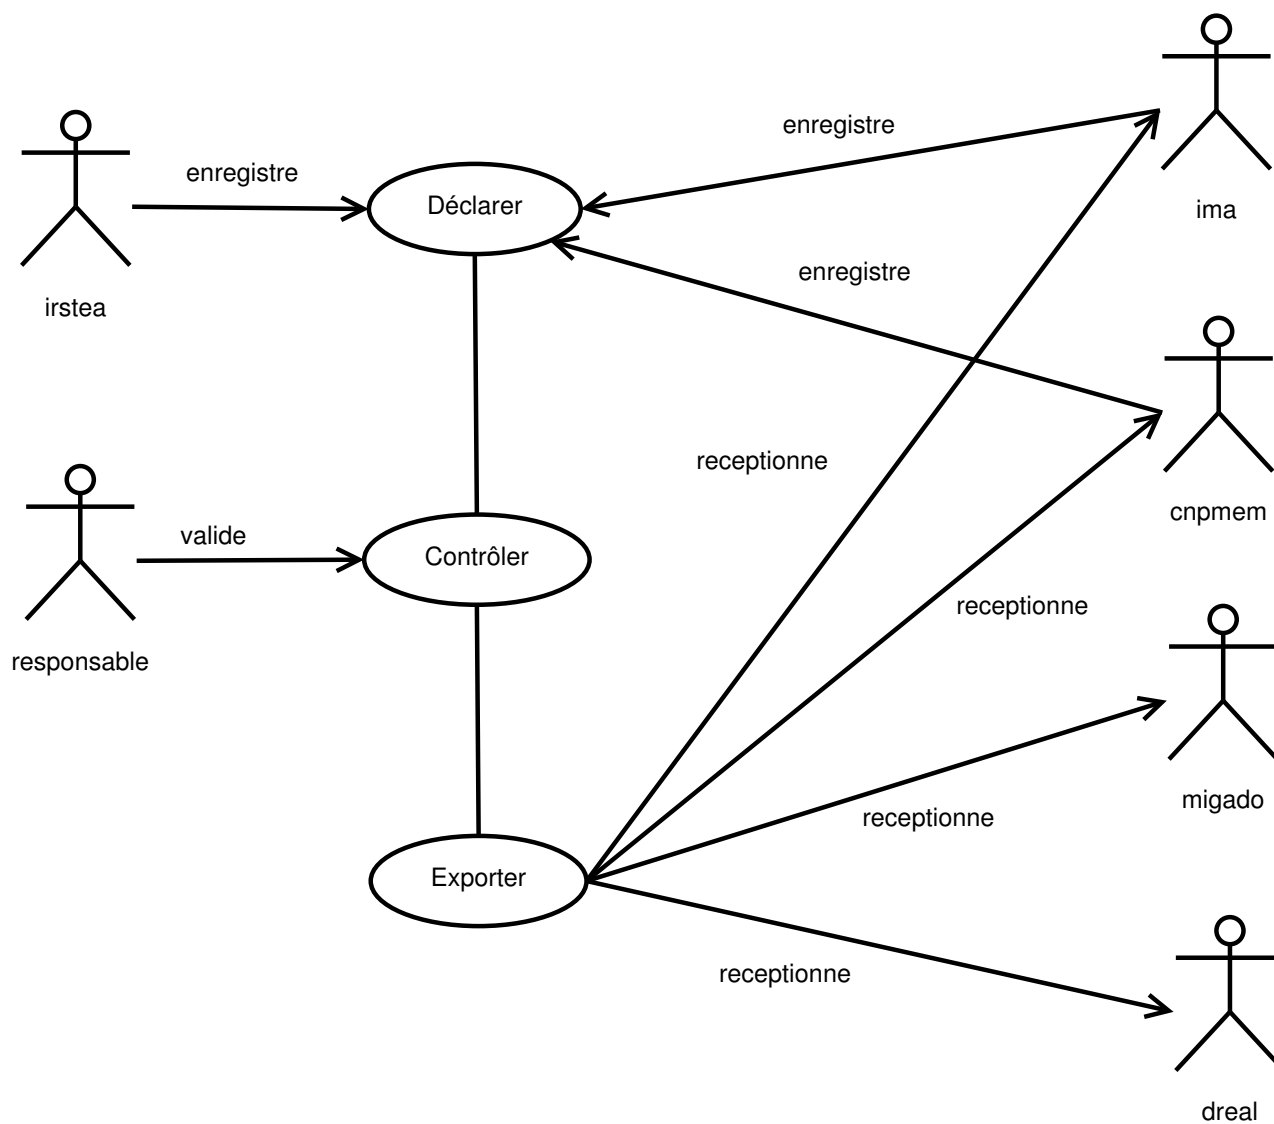 enregistre
enregistre
Déclarer
ima
enregistre
irstea
receptionne
cnpmem
valide
Contrôler
receptionne
responsable
migado
receptionne
Exporter
receptionne
dreal